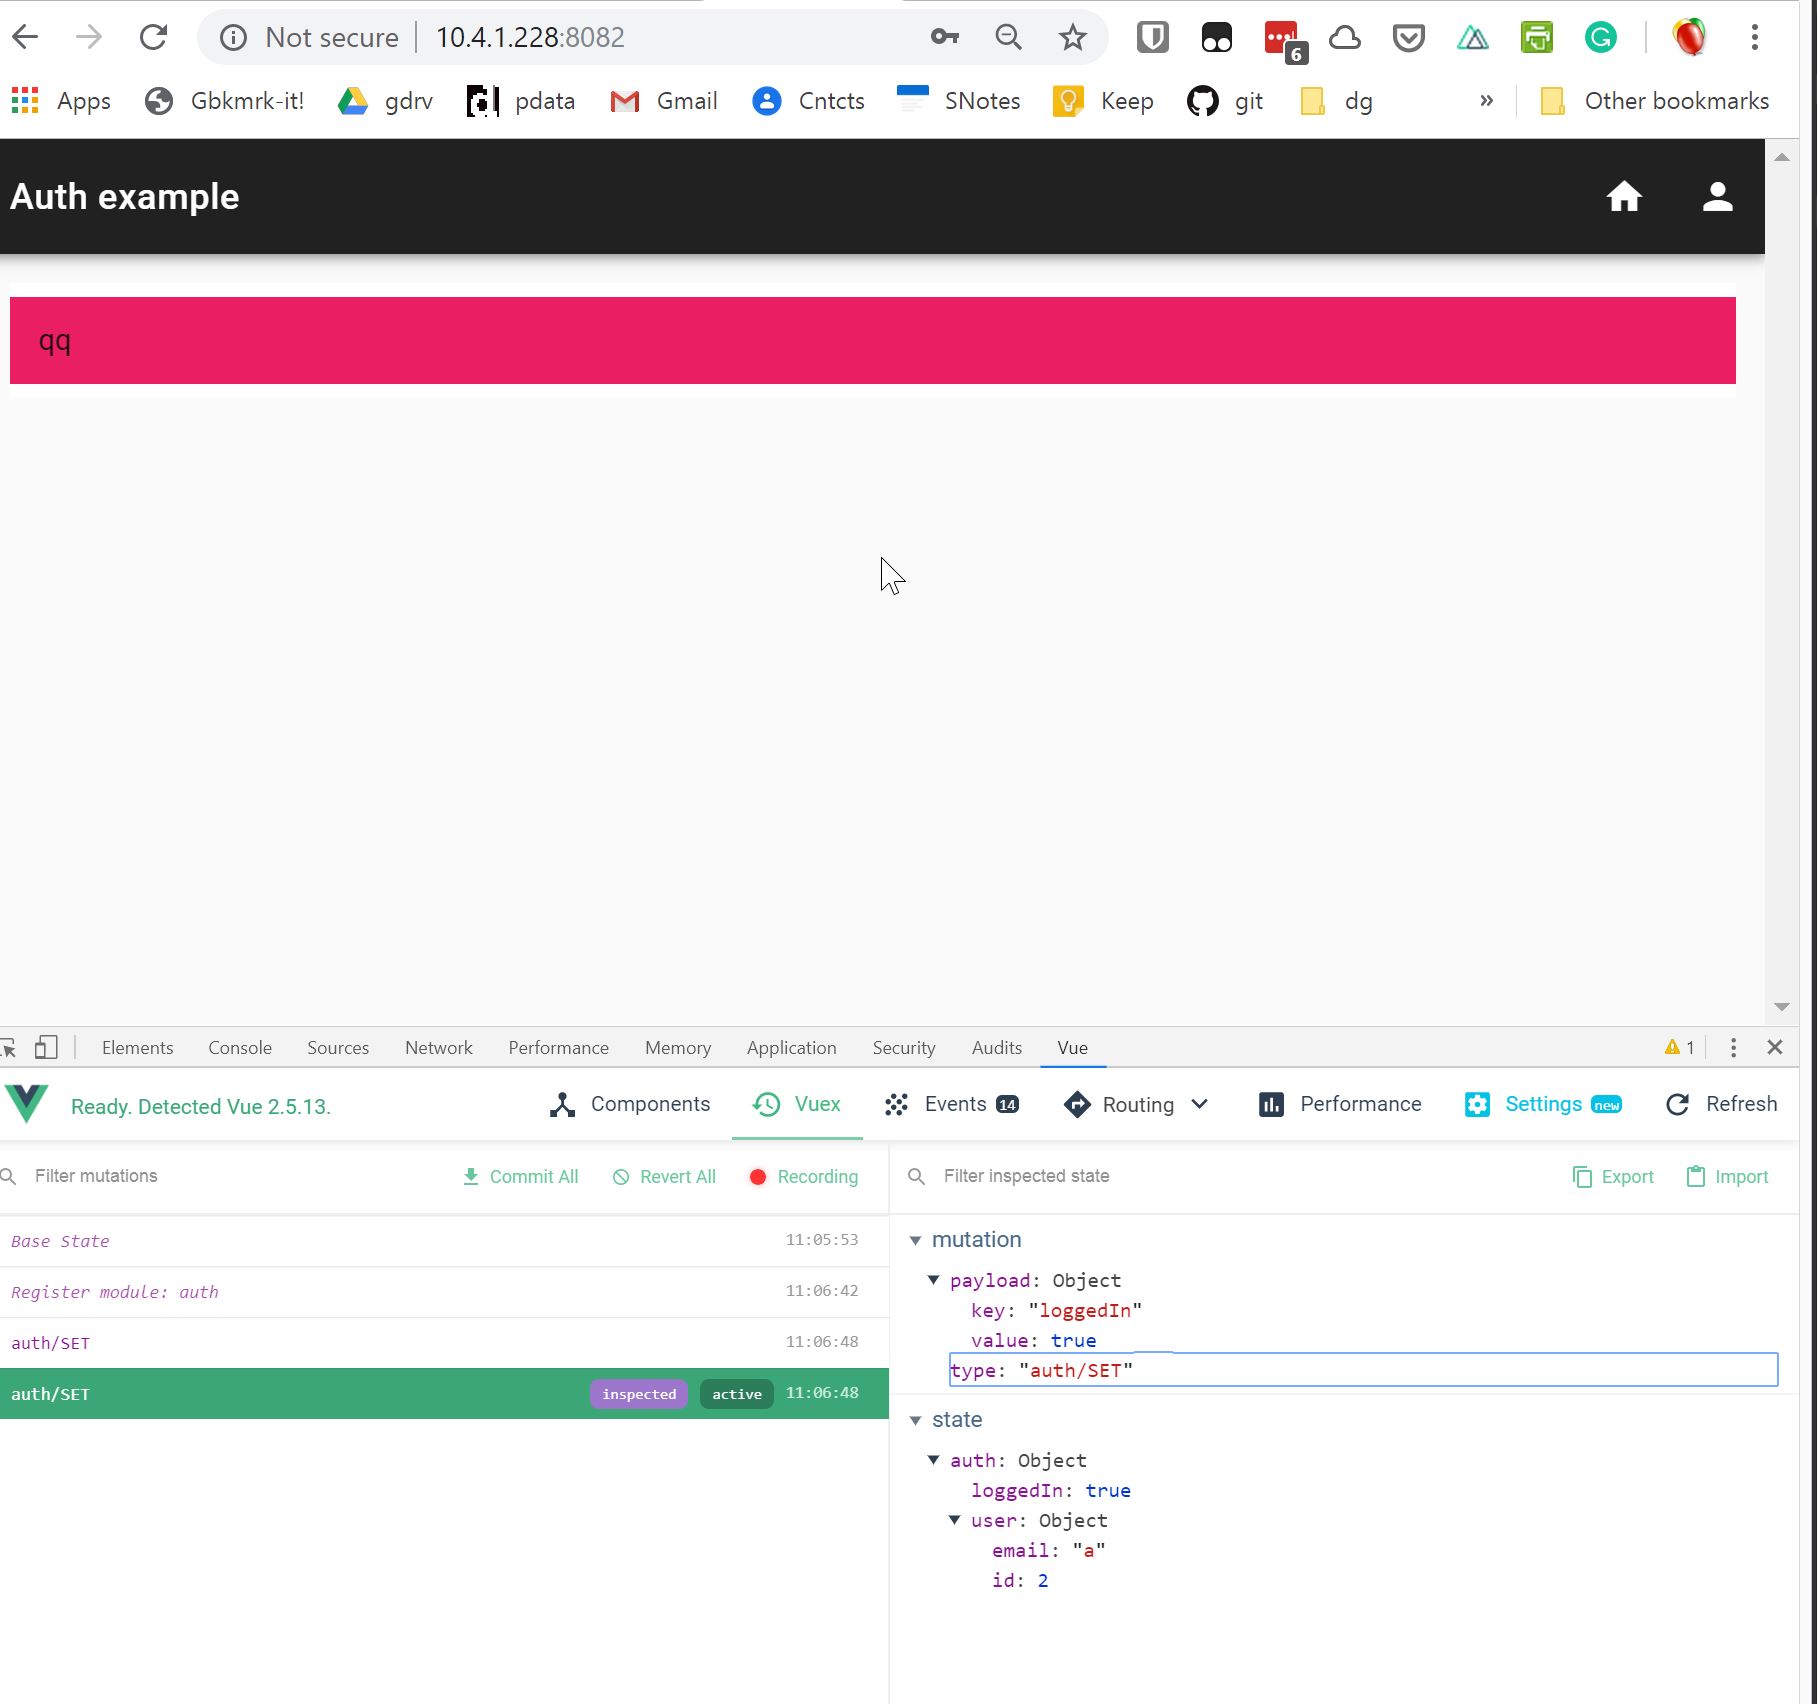 Not secure | 10.4.1.228:8082
6
Apps Gbkmrk-it! gdrv pdata Gmail Cntcts SNotes Keep git dg » Other bookmarks
Auth example
qq
Elements Console Sources Network Performance Memory Application Security Audits Vue 1
Ready. Detected Vue 2.5.13. Components Vuex Events 14 Routing Performance Settings new Refresh
Filter mutations Commit All Revert All Recording
Filter inspected state Export Import
Base State 11:05:53
Register module: auth 11:06:42
auth/SET 11:06:48
auth/SET inspected active 11:06:48
mutation
payload: Object
key: "loggedIn"
value: true
type: "auth/SET"
state
auth: Object
loggedIn: true
user: Object
email: "a"
id: 2